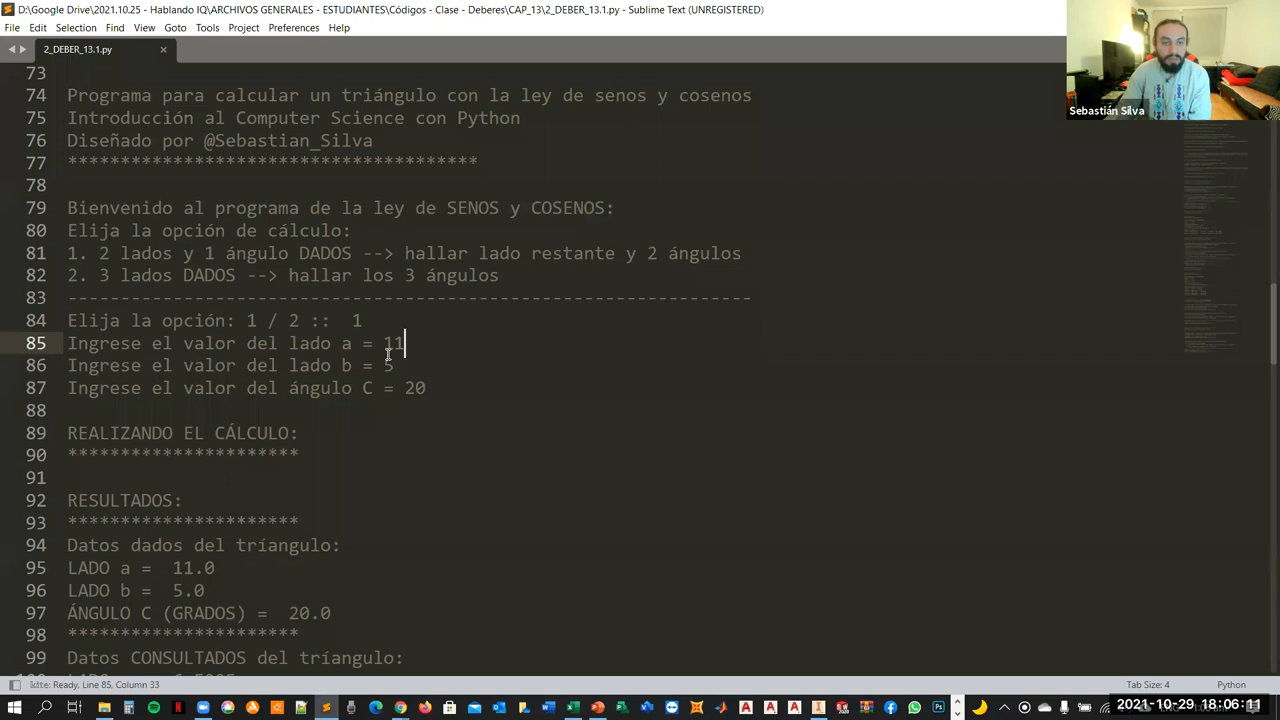 D:\Google Drive\2021.10.25 - Hablando IQ\ARCHIVOS GENERALES - ESTUDIANTES\Códigos - Clase - Deberes\CAP_13\2_DEBER_13.1.py - Sublime Text (UNREGISTERED)
File Edit Selection Find View Goto Tools Project Preferences Help
2_DEBER_13.1.py
Sebastián Silva
73
74 Programa para calcular un triángulo con la ley de senos y cosenos
75 Introducción al Computer Science con Python
76 Diseñado por @Sebastian_Silva
77 ***************************************
78
79 Bienvenido al programa de la ley de SENOS y COSENOS:
80 Elija la opción de cálculo:
81 1. 2 lados y 1 ángulo DADOS --> hallar lado restante y 2 ángulos
82 2. 3 lados DADOS --> hallar los 3 ángulos
83 -----------------------------------------------------------------
84 Elija la opción: 1 / 2 ::  1
85 Ingrese el valor del lado a = 11
86 Ingrese el valor del lado b = 5
87 Ingrese el valor del ángulo C = 20
88
89 REALIZANDO EL CÁLCULO:
90 **********************
91
92 RESULTADOS:
93 **********************
94 Datos dados del tríangulo:
95 LADO a =  11.0
96 LADO b =  5.0
97 ÁNGULO C (GRADOS) =  20.0
98 **********************
99 Datos CONSULTADOS del tríangulo:
Ready, Line 85, Column 33
Tab Size: 4
Python
2021-10-29 18:06:11